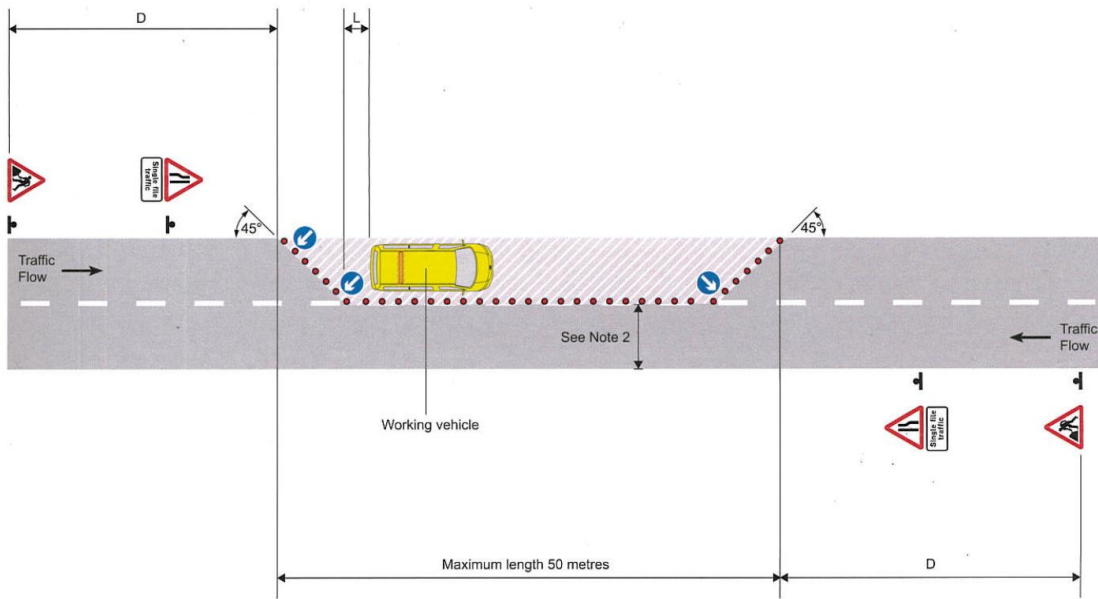 D
L
Single file
traffic
45°
45°
Traffic
Flow
See Note 2
Traffic
Flow
Working vehicle
Single file
traffic
Maximum length 50 metres
D